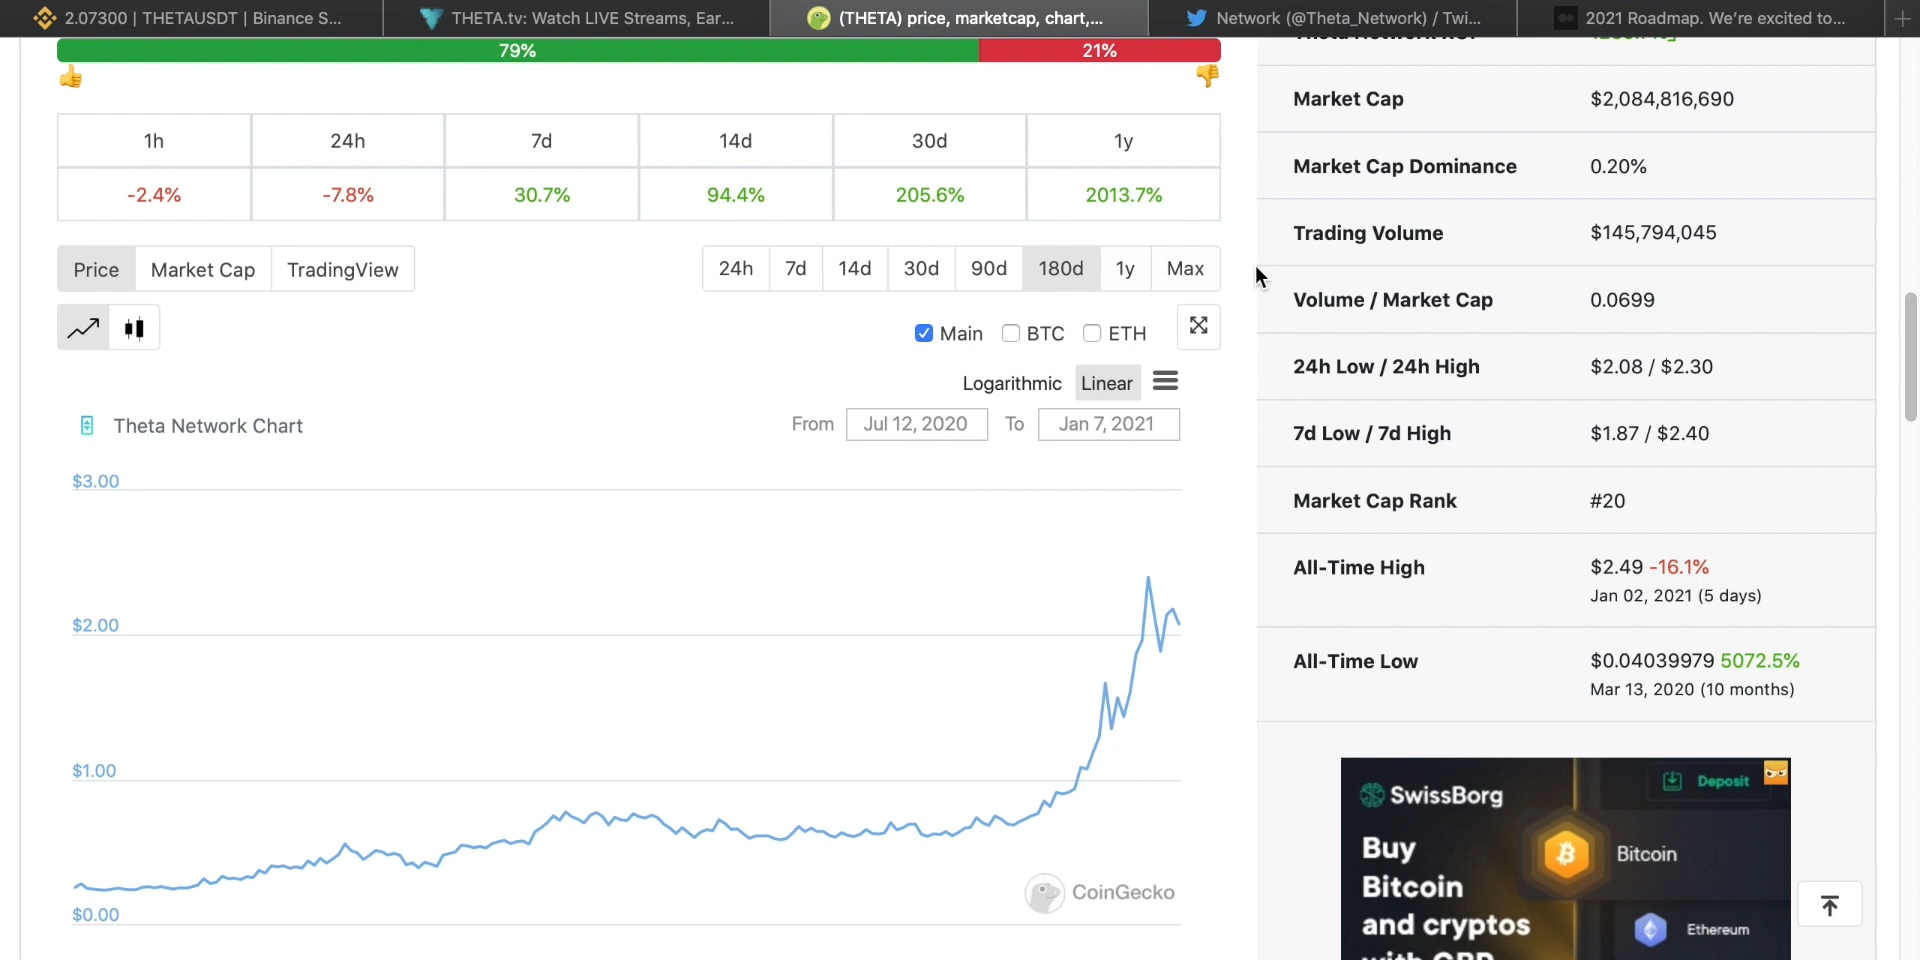 2.07300 | THETAUSDT | Binance S...
THETA.tv: Watch LIVE Streams, Ear...
(THETA) price, marketcap, chart,...
Network (@Theta_Network) / Twi...
2021 Roadmap. We're excited to...
79%
21%
1h 24h 7d 14d 30d 1y
-2.4% -7.8% 30.7% 94.4% 205.6% 2013.7%
Price Market Cap TradingView
24h 7d 14d 30d 90d 180d 1y Max
Main BTC ETH
Logarithmic Linear
Theta Network Chart
From Jul 12, 2020 To Jan 7, 2021
$3.00
$2.00
$1.00
$0.00
CoinGecko
Market Cap $2,084,816,690
Market Cap Dominance 0.20%
Trading Volume $145,794,045
Volume / Market Cap 0.0699
24h Low / 24h High $2.08 / $2.30
7d Low / 7d High $1.87 / $2.40
Market Cap Rank #20
All-Time High $2.49 -16.1%
Jan 02, 2021 (5 days)
All-Time Low $0.04039979 5072.5%
Mar 13, 2020 (10 months)
SwissBorg
Deposit
Buy
Bitcoin
and cryptos
with GBP
Bitcoin
Ethereum